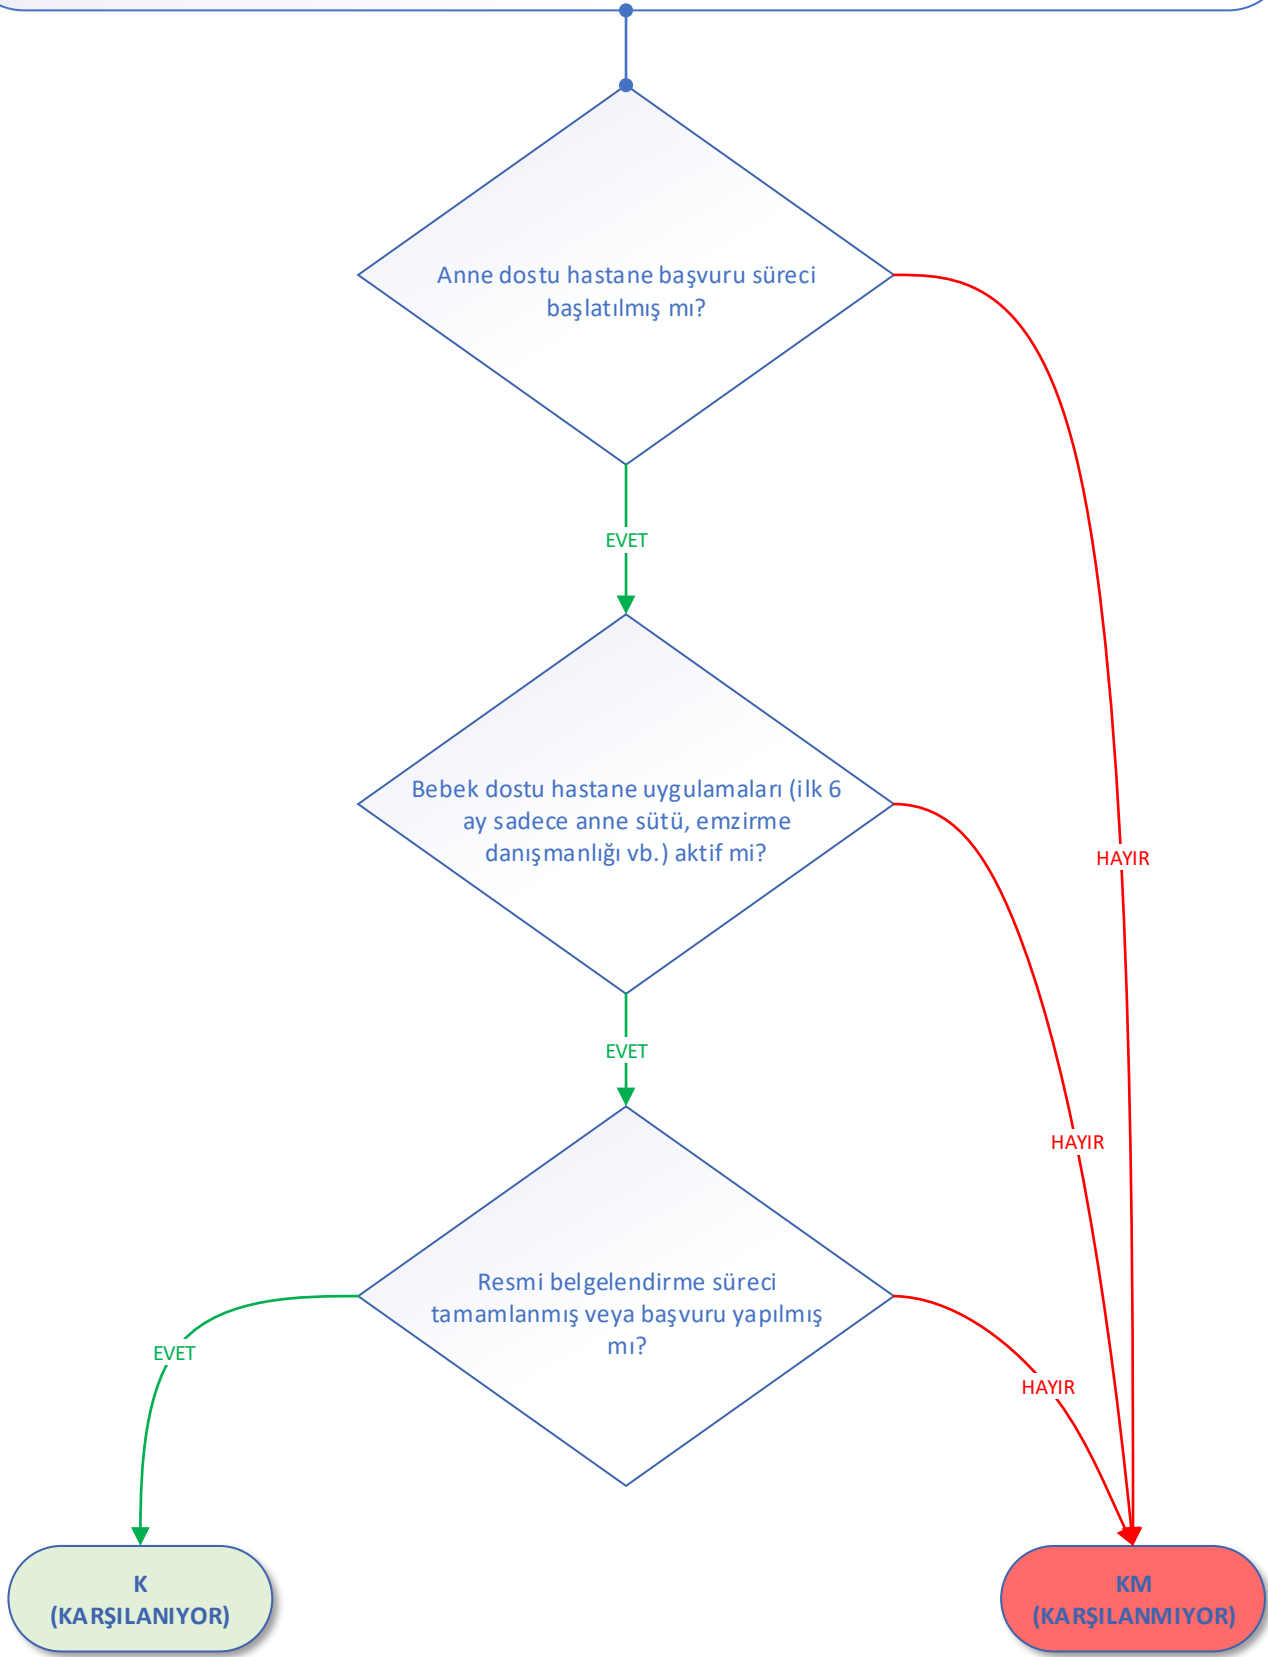 Anne dostu hastane başvuru süreci
başlatılmış mı?
EVET
Bebek dostu hastane uygulamaları (ilk 6
ay sadece anne sütü, emzirme
danışmanlığı vb.) aktif mi?
HAYIR
EVET
HAYIR
Resmi belgelendirme süreci
tamamlanmış veya başvuru yapılmış
mı?
EVET
HAYIR
K
(KARŞILANIYOR)
KM
(KARŞILANMIYOR)